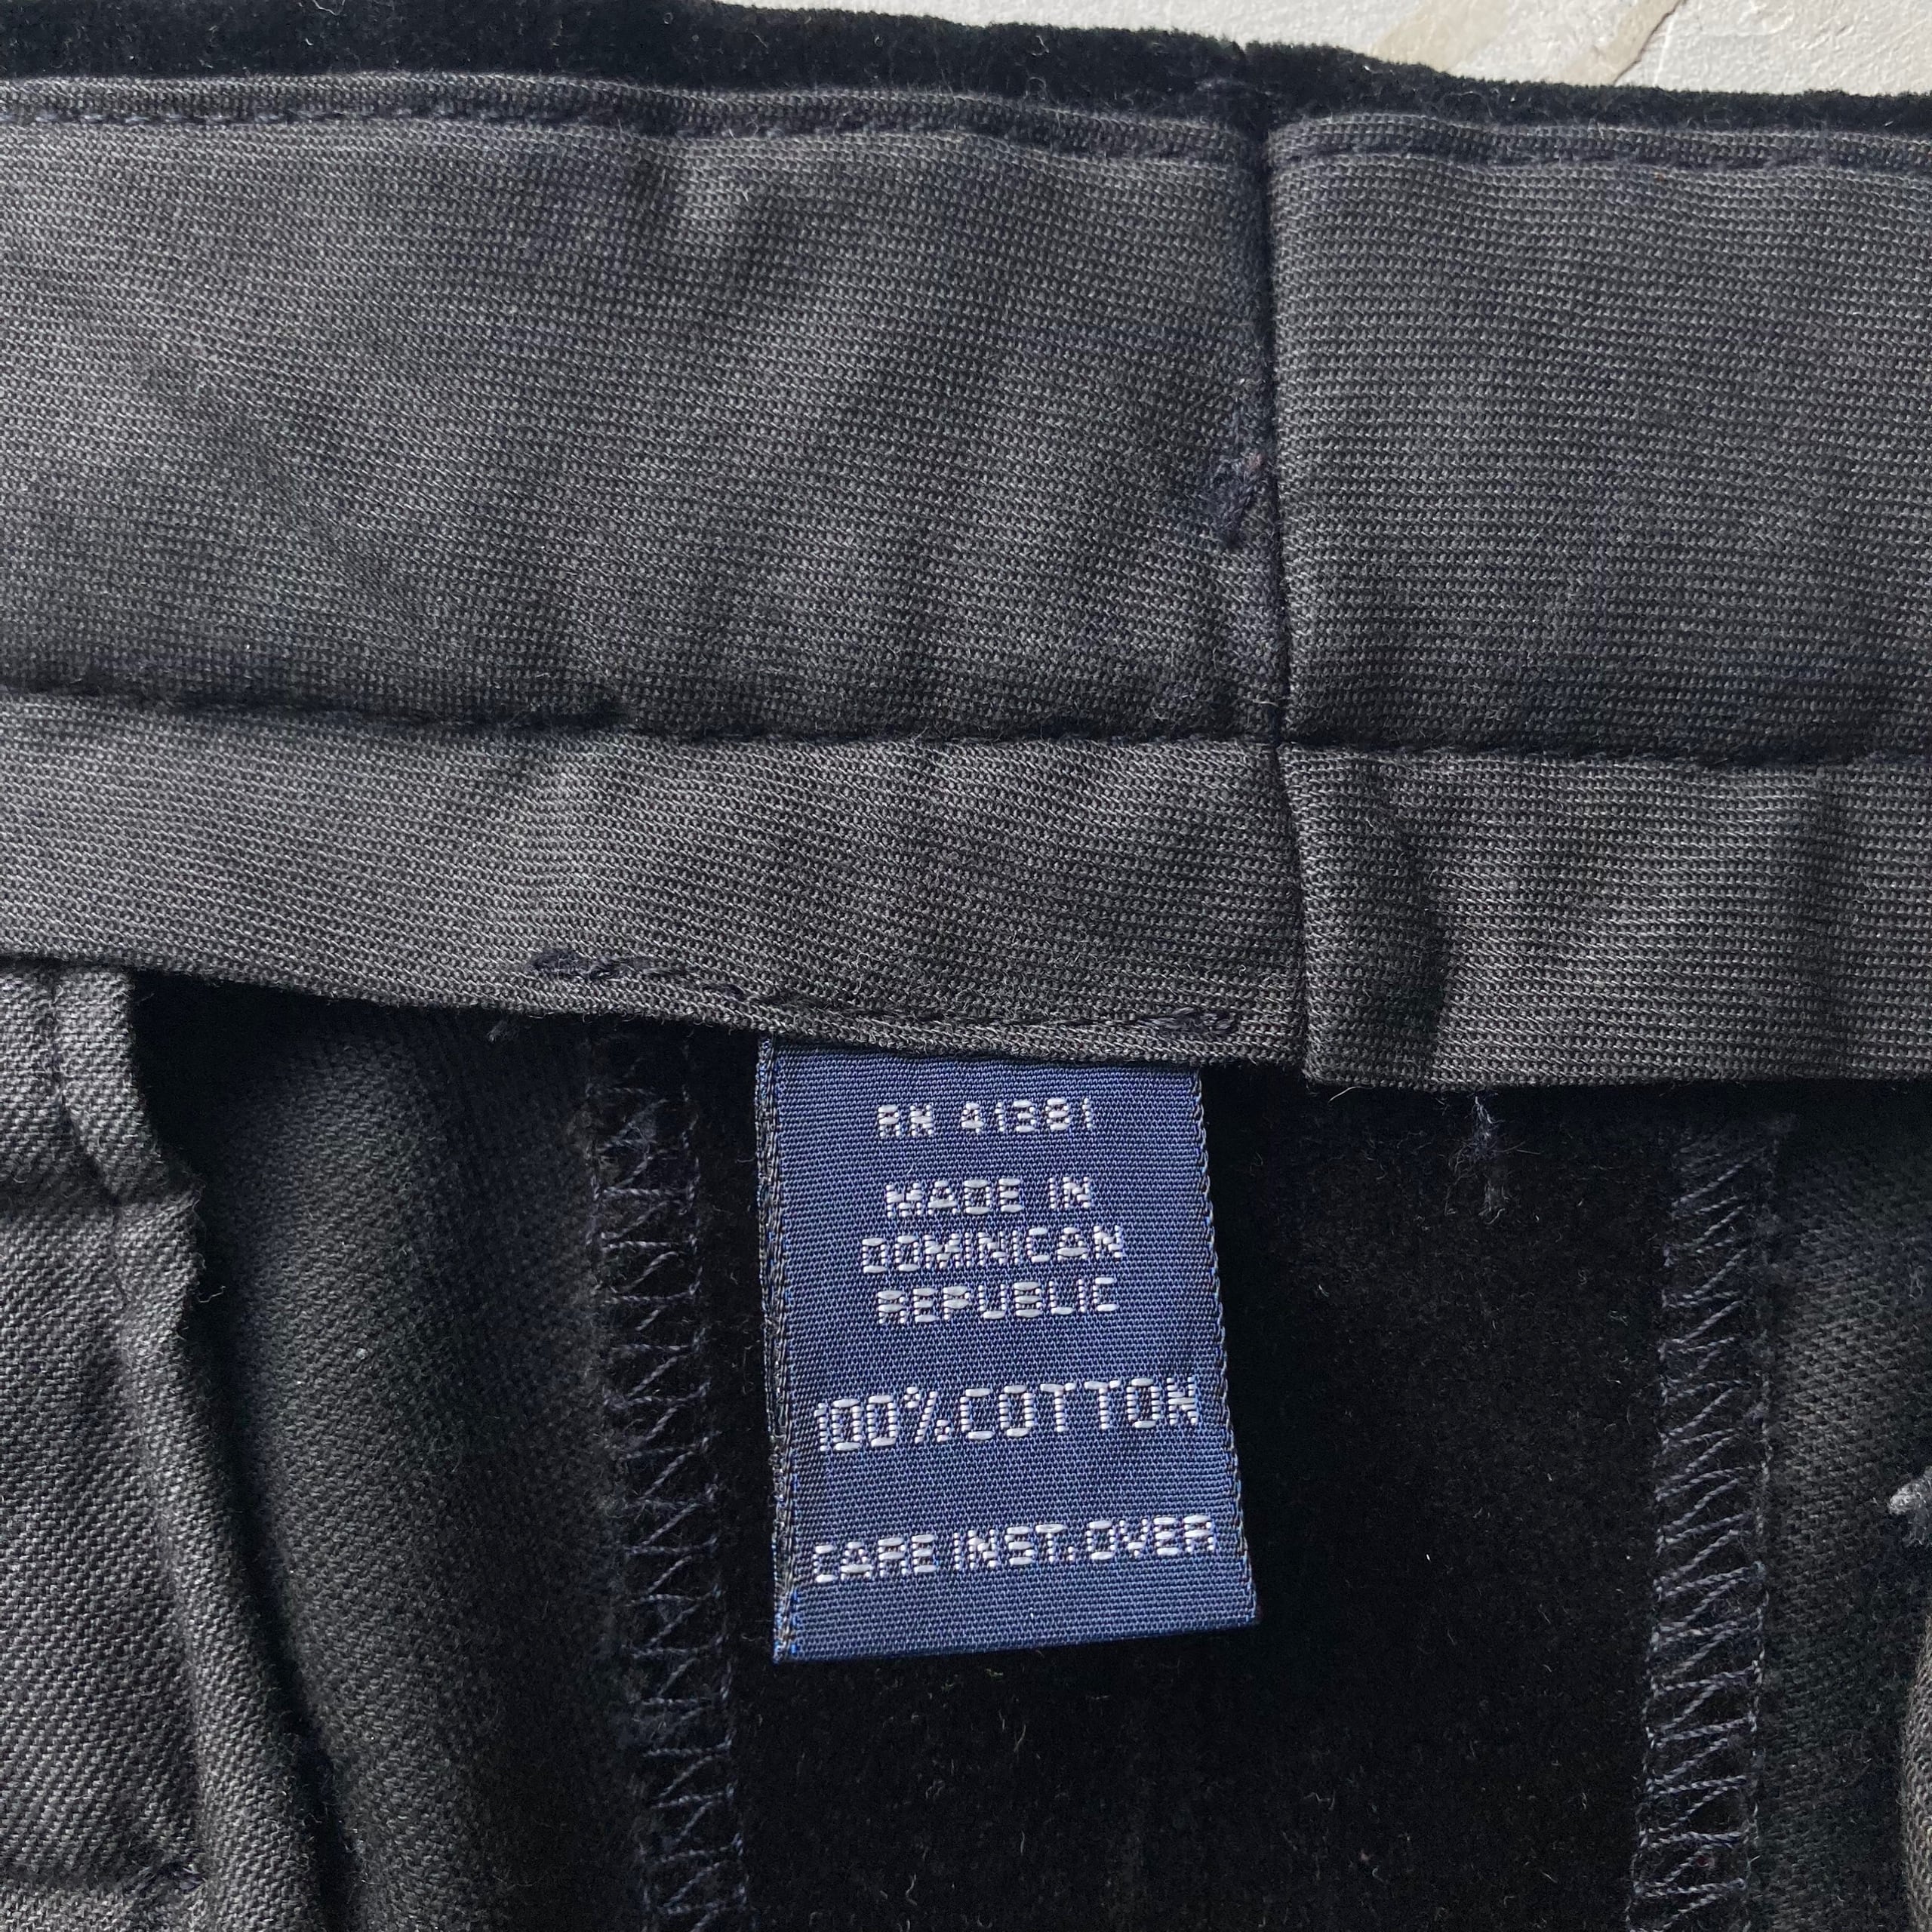 RN 41381
MADE IN
DOMINICAN
REPUBLIC
100% COTTON
CARE INST. OVER